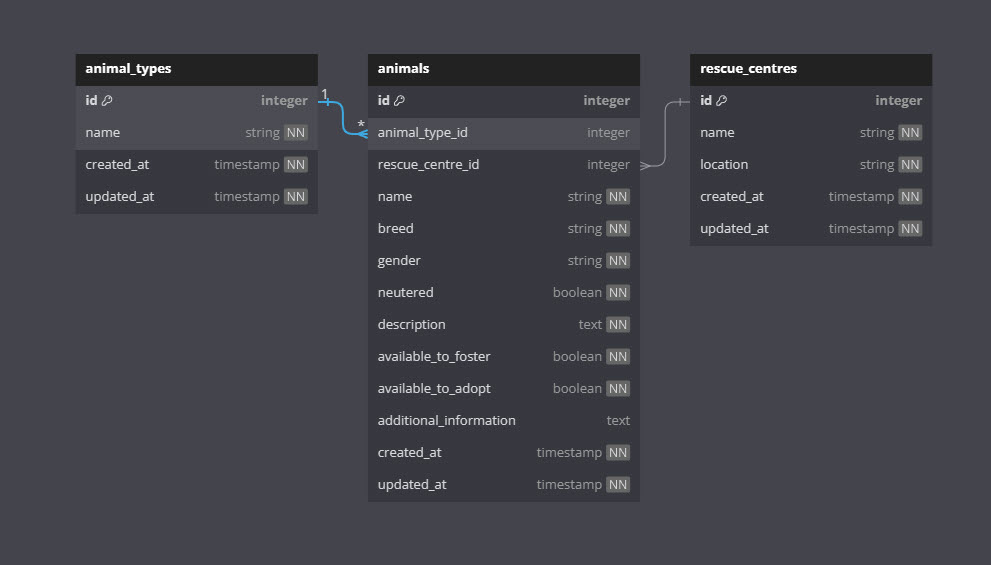 animal_types
id integer
name string NN
created_at timestamp NN
updated_at timestamp NN
1
*
animals
id integer
animal_type_id integer
rescue_centre_id integer
name string NN
breed string NN
gender string NN
neutered boolean NN
description text NN
available_to_foster boolean NN
available_to_adopt boolean NN
additional_information text
created_at timestamp NN
updated_at timestamp NN
rescue_centres
id integer
name string NN
location string NN
created_at timestamp NN
updated_at timestamp NN